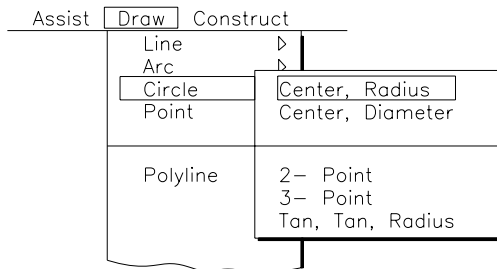 Assist Draw Construct
Line
Arc
Circle
Point
Polyline
Center, Radius
Center, Diameter
2- Point
3- Point
Tan, Tan, Radius